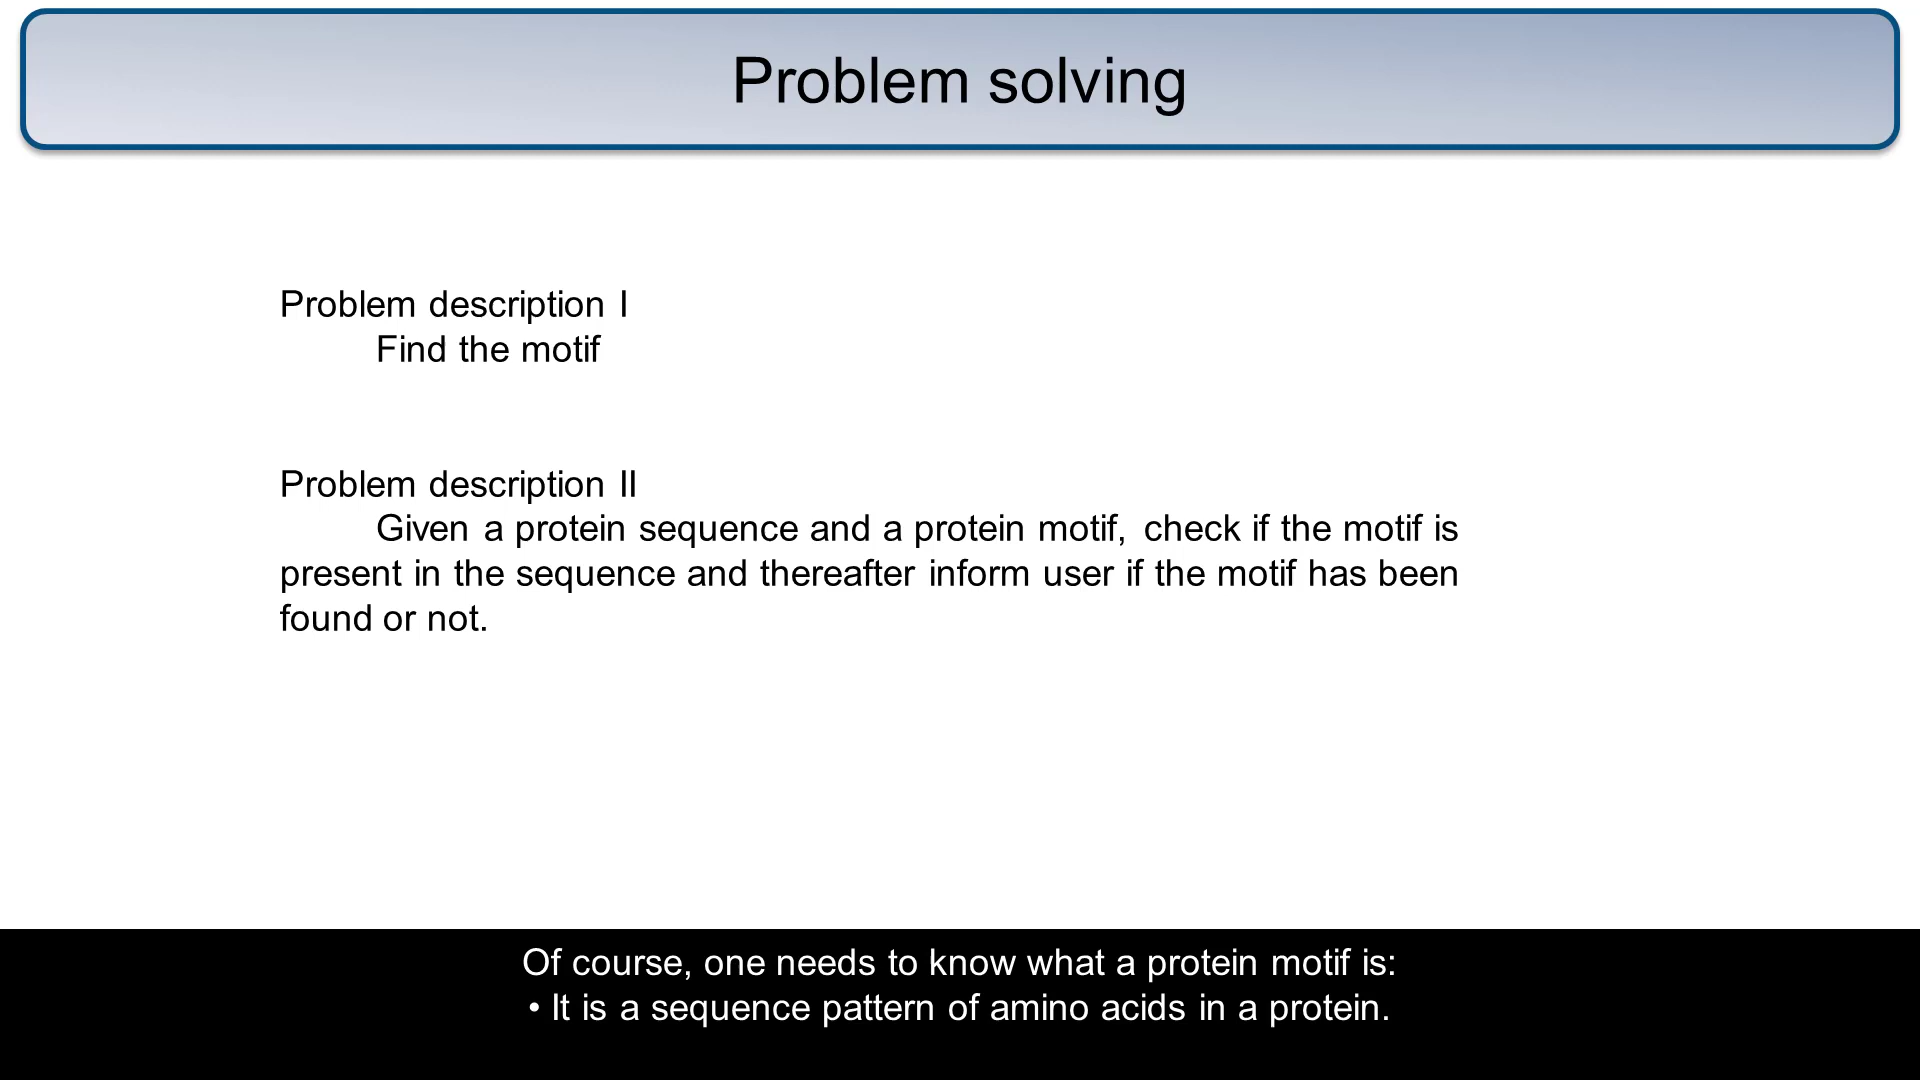 Problem solving
Problem description I
Find the motif
Problem description II
Given a protein sequence and a protein motif, check if the motif is
present in the sequence and thereafter inform user if the motif has been
found or not.
Of course, one needs to know what a protein motif is:
• It is a sequence pattern of amino acids in a protein.